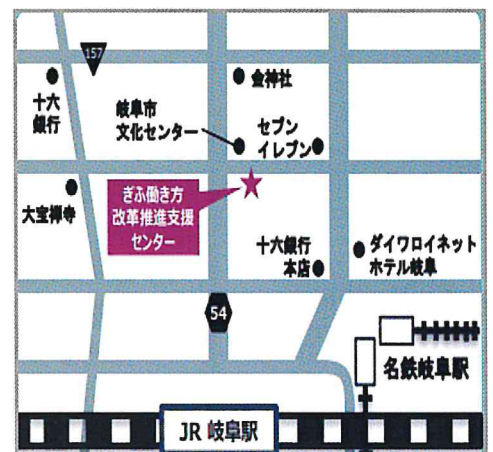 157
金神社
十六
銀行
岐阜市
文化センター
セブン
イレブン
大宝禅寺
ぎふ働き方
改革推進支援
センター
十六銀行
本店
ダイワロイネット
ホテル岐阜
54
名鉄岐阜駅
JR 岐阜駅